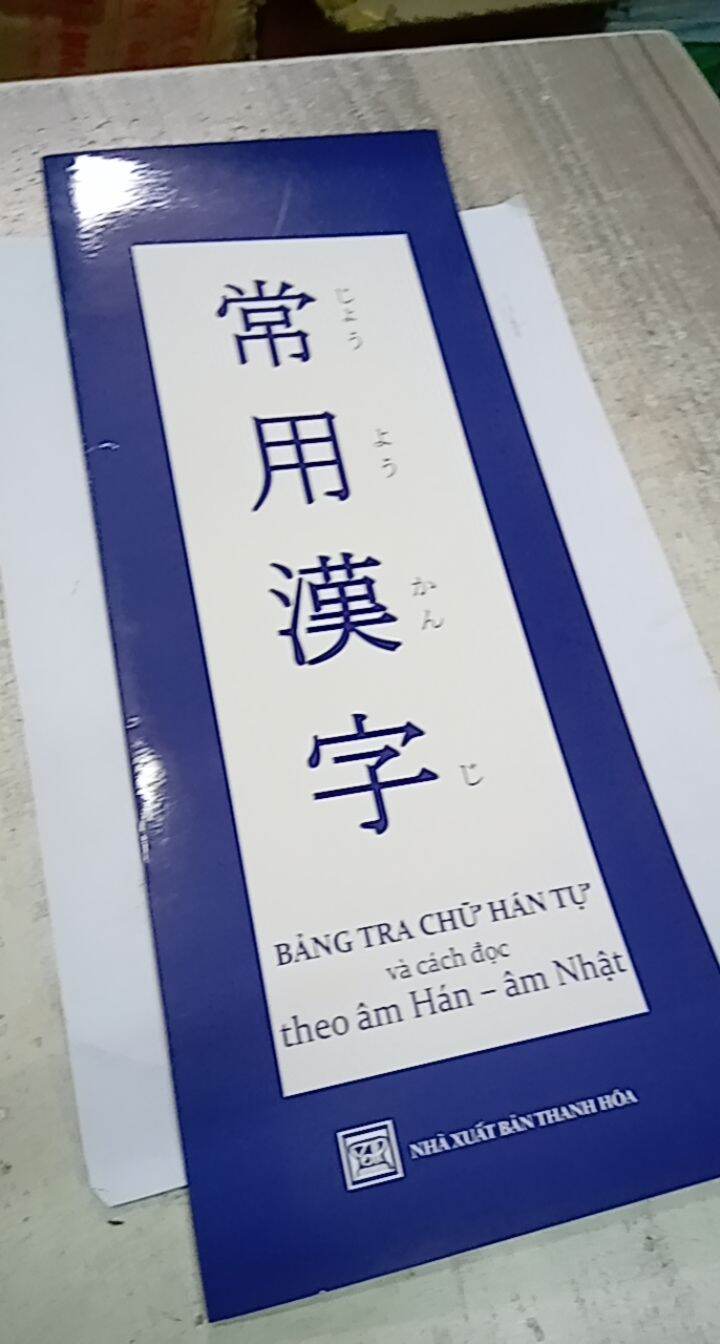 常用漢字
じょうようかんじ
BẢNG TRA CHỮ HÁN TỰ
và cách đọc
theo âm Hán – âm Nhật
NHÀ XUẤT BẢN THANH HÓA